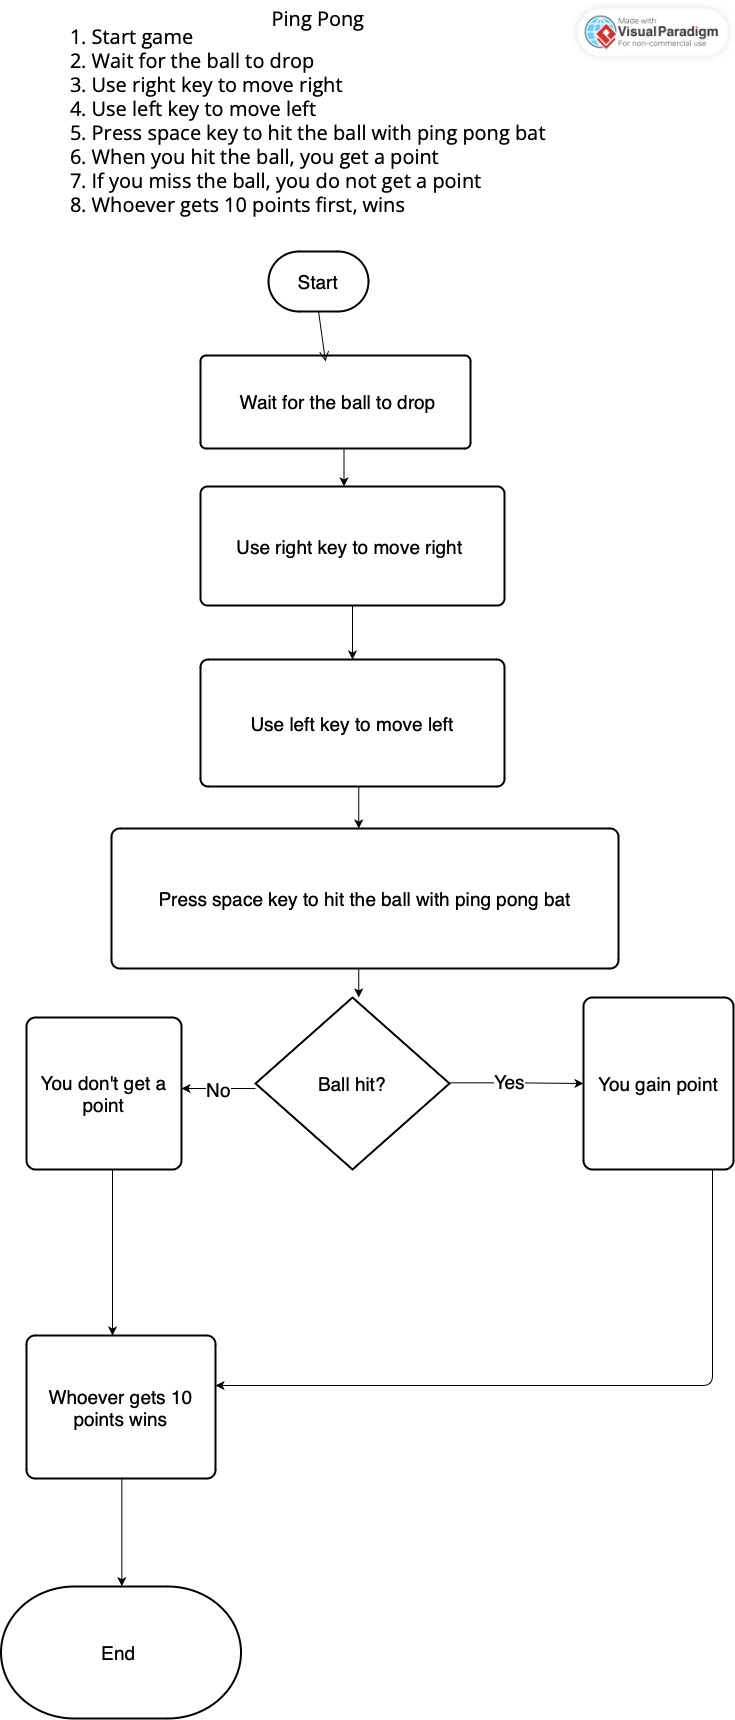 Ping Pong
Made with
VisualParadigm
For non-commercial use
1. Start game
2. Wait for the ball to drop
3. Use right key to move right
4. Use left key to move left
5. Press space key to hit the ball with ping pong bat
6. When you hit the ball, you get a point
7. If you miss the ball, you do not get a point
8. Whoever gets 10 points first, wins
Start
Wait for the ball to drop
Use right key to move right
Use left key to move left
Press space key to hit the ball with ping pong bat
You don't get a
point
No
Ball hit?
Yes
You gain point
Whoever gets 10
points wins
End